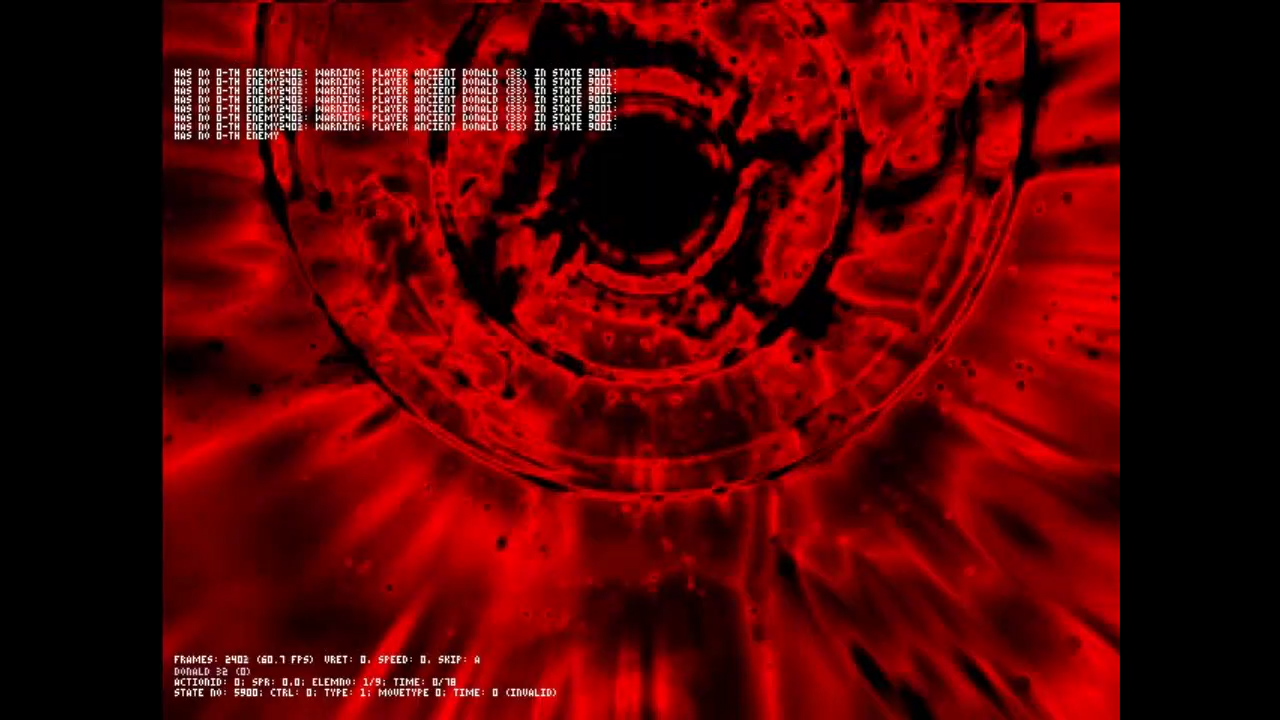 HAS NO 0-TH ENEMY2402: WARNING: PLAYER ANCIENT DONALD (33) IN STATE 9001:
HAS NO 0-TH ENEMY2402: WARNING: PLAYER ANCIENT DONALD (33) IN STATE 9001:
HAS NO 0-TH ENEMY2402: WARNING: PLAYER ANCIENT DONALD (33) IN STATE 9001:
HAS NO 0-TH ENEMY2402: WARNING: PLAYER ANCIENT DONALD (33) IN STATE 9001:
HAS NO 0-TH ENEMY2402: WARNING: PLAYER ANCIENT DONALD (33) IN STATE 9001:
HAS NO 0-TH ENEMY2402: WARNING: PLAYER ANCIENT DONALD (33) IN STATE 9001:
HAS NO 0-TH ENEMY2402: WARNING: PLAYER ANCIENT DONALD (33) IN STATE 9001:
HAS NO 0-TH ENEMY
FRAMES: 2402 (60.7 FPS) VRET: 0, SPEED: 0, SKIP: A
DONALD 32 (0)
ACTIONID: 0; SPR: 0.0; ELEMNO: 1/9; TIME: 0/78
STATE NO: 5900; CTRL: 0; TYPE: 1; MOVETYPE 0; TIME: 0 (INVALID)